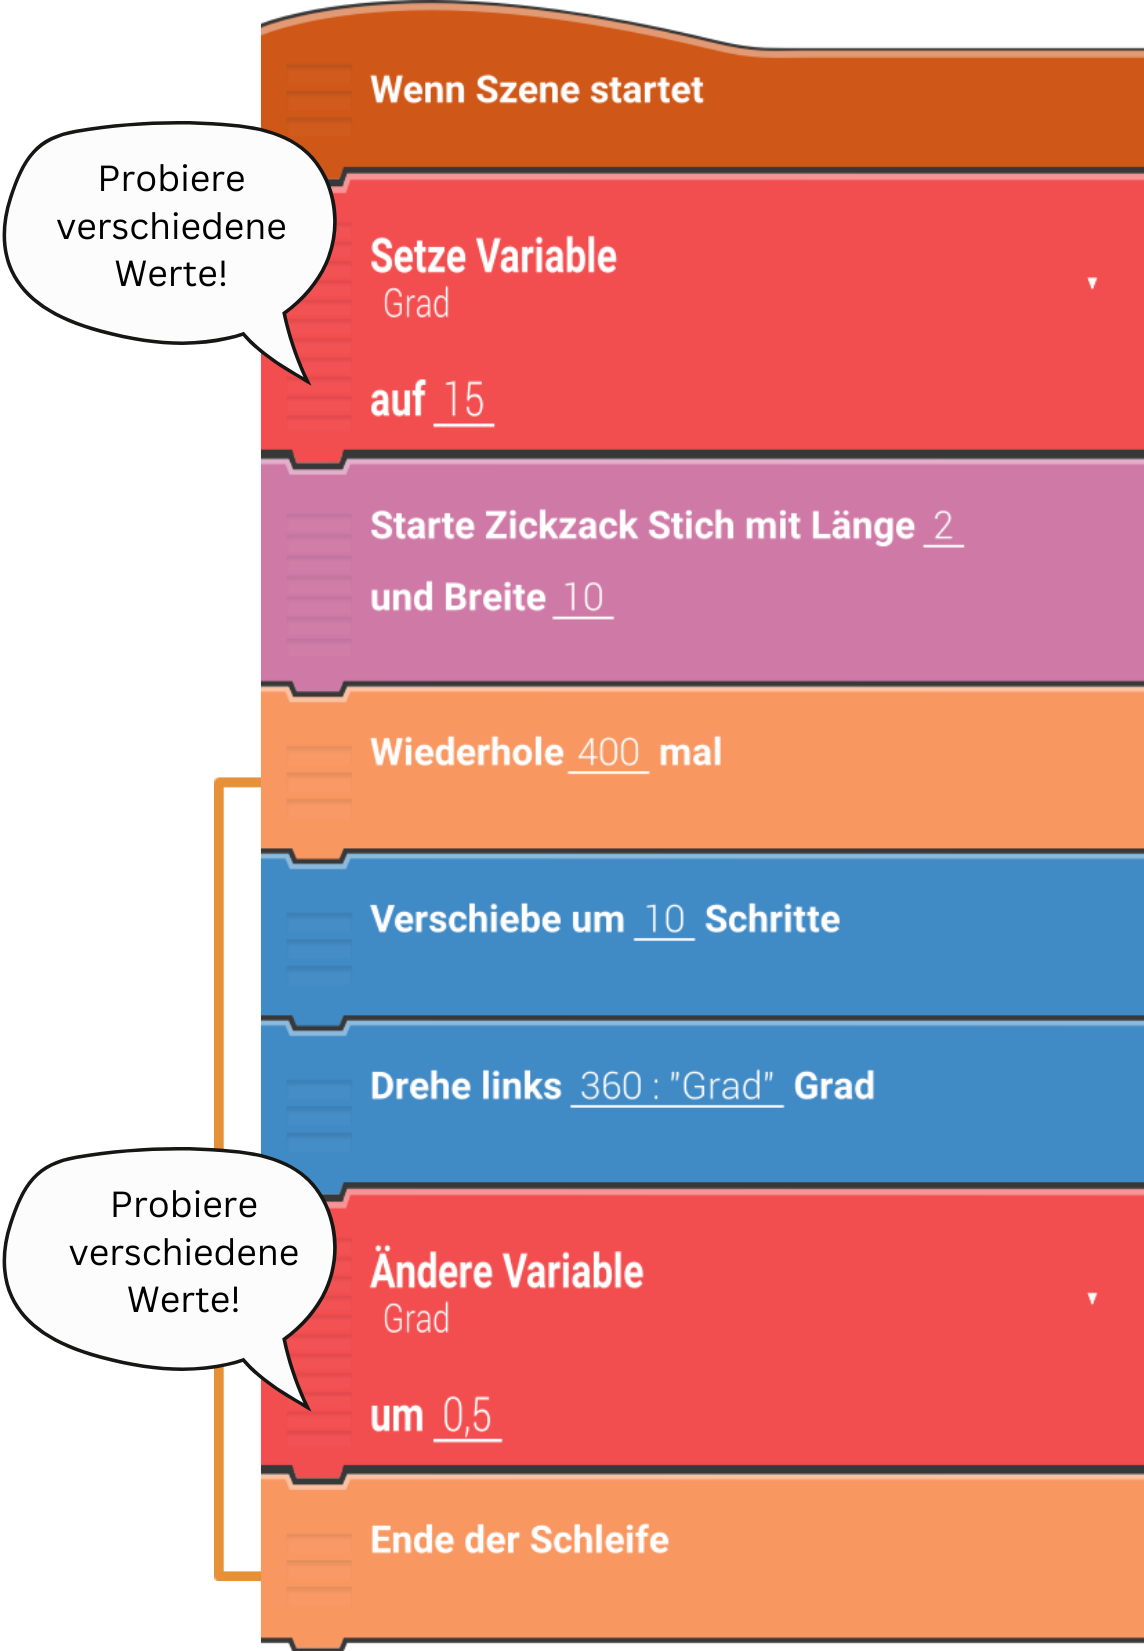 Wenn Szene startet
Probiere
verschiedene
Werte!
Setze Variable
Grad
auf 15
Starte Zickzack Stich mit Länge 2
und Breite 10
Wiederhole 400 mal
Verschiebe um 10 Schritte
Drehe links 360 : "Grad" Grad
Probiere
verschiedene
Werte!
Ändere Variable
Grad
um 0,5
Ende der Schleife